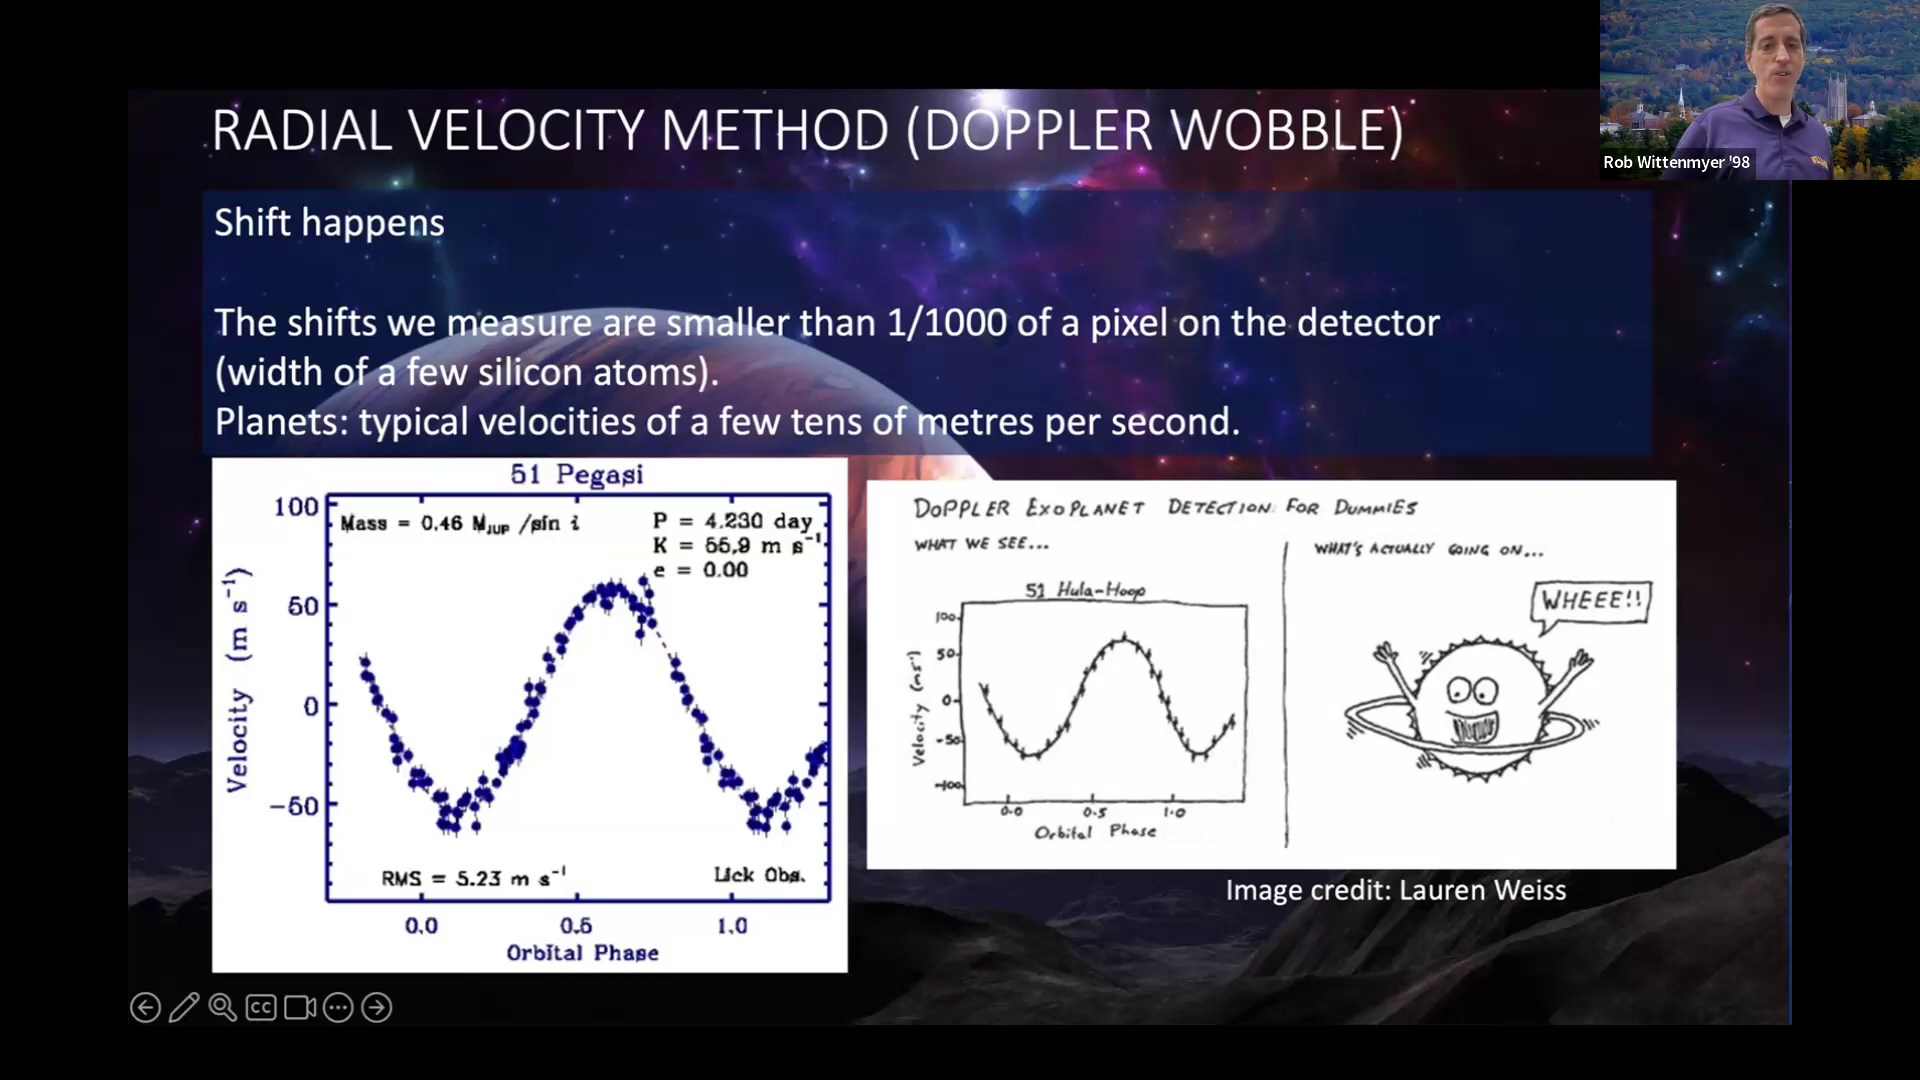 RADIAL VELOCITY METHOD (DOPPLER WOBBLE)
Rob Wittenmyer '98
Shift happens
The shifts we measure are smaller than 1/1000 of a pixel on the detector
(width of a few silicon atoms).
Planets: typical velocities of a few tens of metres per second.
51 Pegasi
Mass = 0.46 M_JUP /sin i
P = 4.230 day
K = 55.9 m s⁻¹
e = 0.00
100
50
0
-50
Velocity (m s⁻¹)
RMS = 5.23 m s⁻¹
Lick Obs.
0.0 0.5 1.0
Orbital Phase
DOPPLER EXOPLANET DETECTION FOR DUMMIES
WHAT WE SEE...
51 Hula-Hoop
100
50
0
-50
-100
Velocity (ms⁻¹)
0.0 0.5 1.0
Orbital Phase
WHAT'S ACTUALLY GOING ON...
WHEEE!!
Image credit: Lauren Weiss
CC